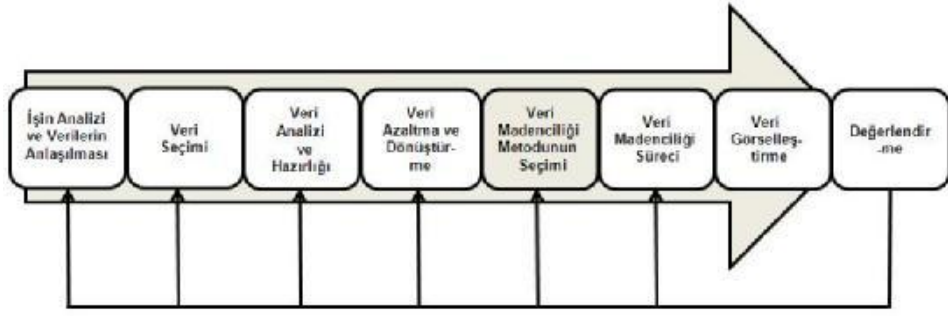 İşin Analizi
ve Verilerin
Anlaşılması
Veri
Seçimi
Veri
Analizi
ve
Hazırlığı
Veri
Azaltma ve
Dönüştür-
me
Veri
Madenciliği
Metodunun
Seçimi
Veri
Madenciliği
Süreci
Veri
Görselleş-
tirme
Değerlendir
-me